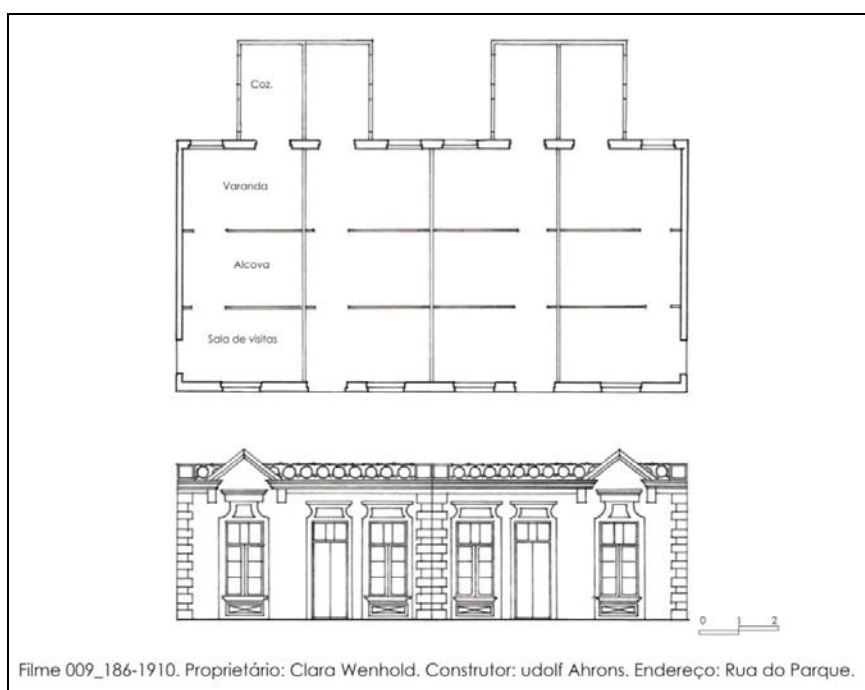 Coz.
Varanda
Alcova
Sala de visitas
0 1 2
Filme 009_186-1910. Proprietário: Clara Wenhold. Construtor: udolf Ahrons. Endereço: Rua do Parque.